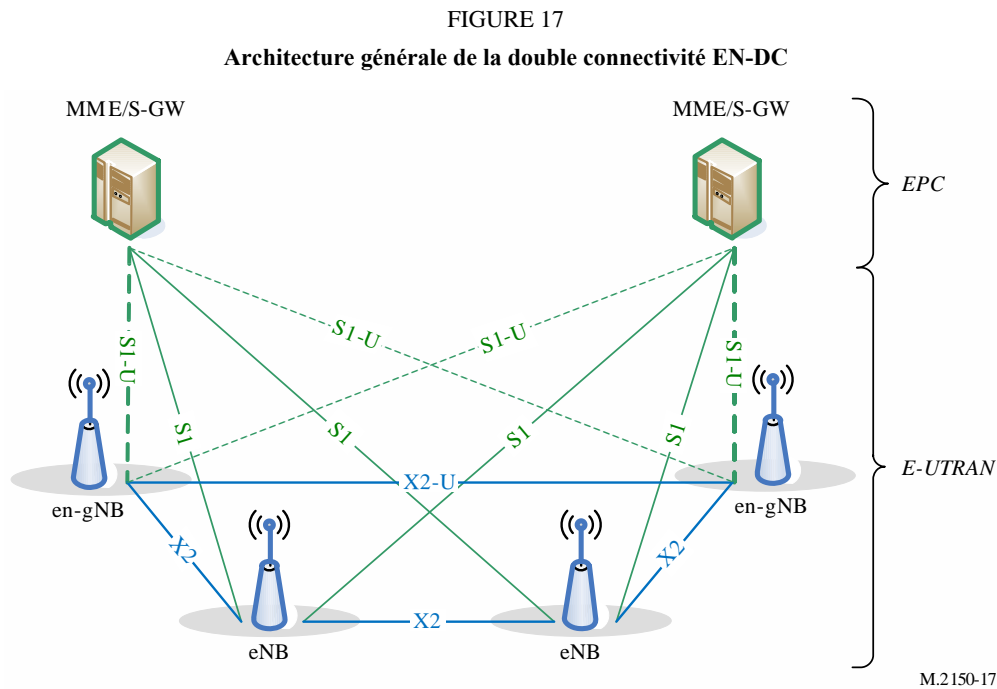 FIGURE 17
Architecture générale de la double connectivité EN-DC
MME/S-GW
MME/S-GW
EPC
S1-U
S1-U
S1-U
S1-U
S1
S1
S1
S1
E-UTRAN
X2-U
en-gNB
en-gNB
X2
X2
X2
eNB
eNB
M.2150-17